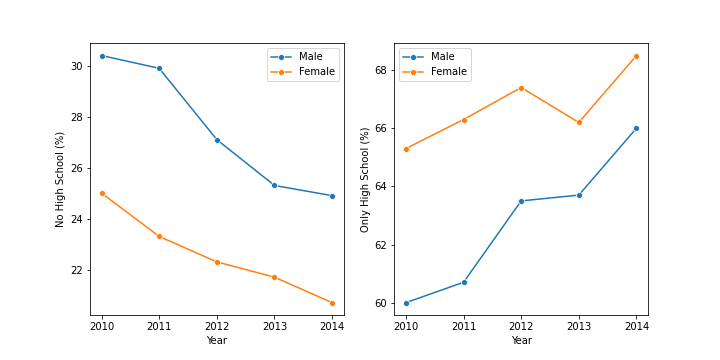 Male
Female
30
28
26
24
22
No High School (%)
2010 2011 2012 2013 2014
Year
Male
Female
68
66
64
62
60
Only High School (%)
2010 2011 2012 2013 2014
Year